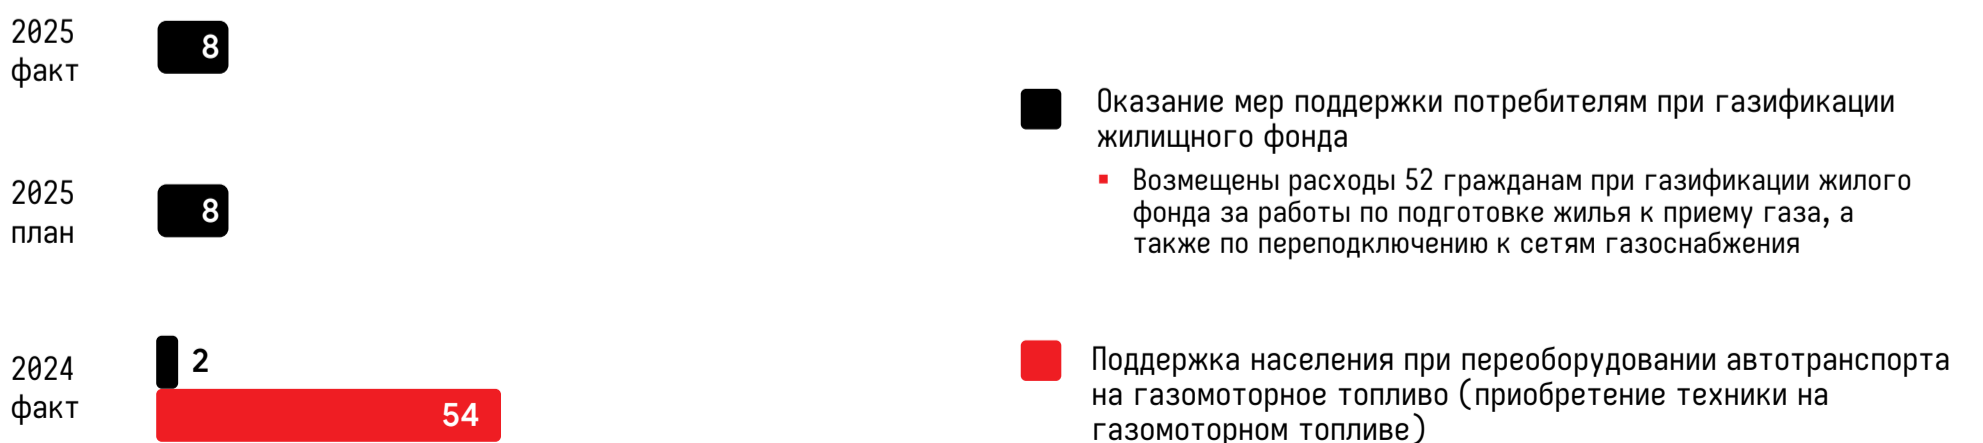 2025
факт
8
2025
план
8
2024
факт
2
54
Оказание мер поддержки потребителям при газификации
жилищного фонда
Возмещены расходы 52 гражданам при газификации жилого
фонда за работы по подготовке жилья к приему газа, а
также по переподключению к сетям газоснабжения
Поддержка населения при переоборудовании автотранспорта
на газомоторное топливо (приобретение техники на
газомоторном топливе)